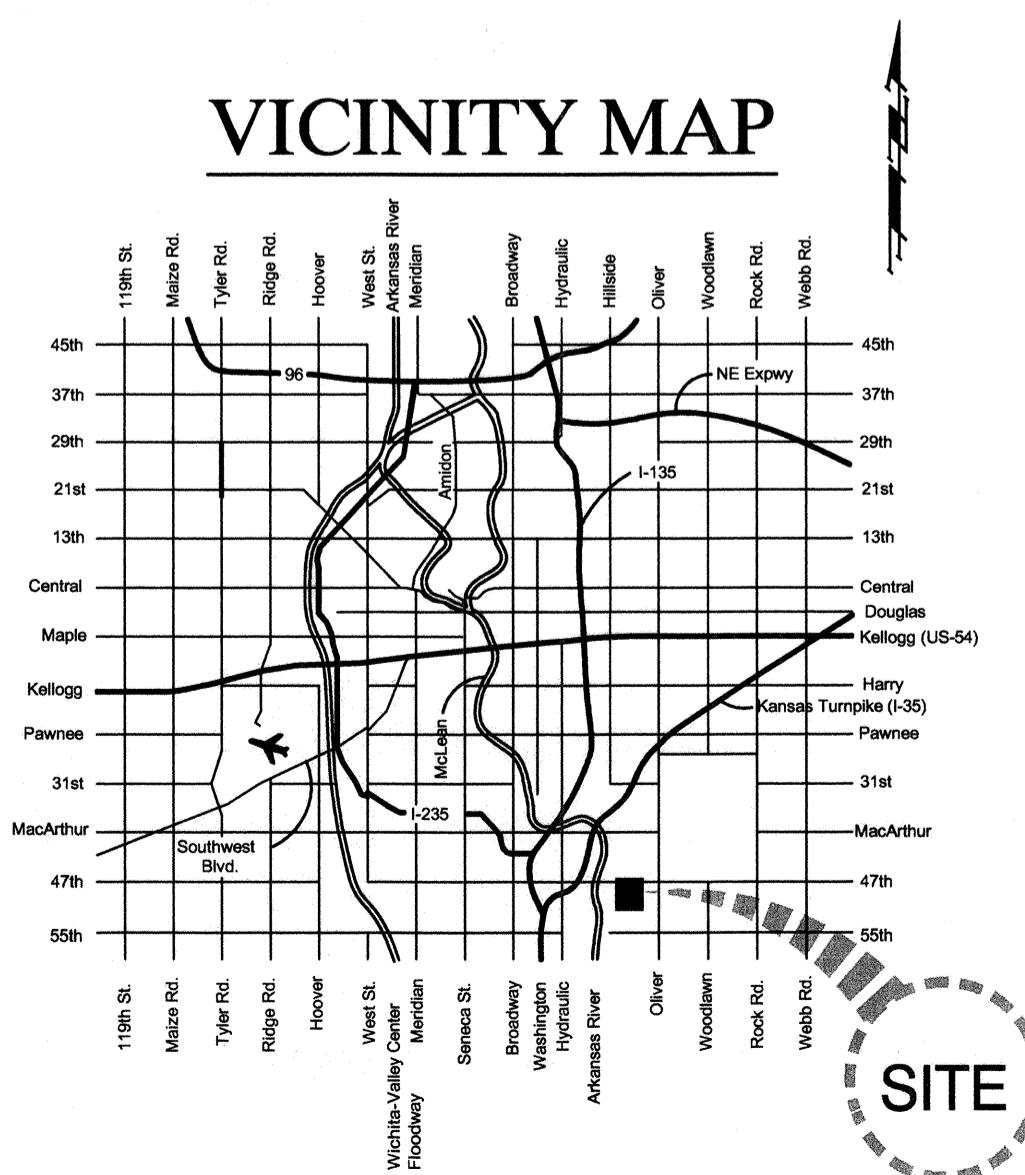 VICINITY MAP
119th St.
Maize Rd.
Tyler Rd.
Ridge Rd.
Hoover
West St.
Arkansas River
Meridian
Broadway
Hydraulic
Hillside
Oliver
Woodlawn
Rock Rd.
Webb Rd.
45th
45th
96
NE Expwy
37th
37th
29th
29th
Amidon
I-135
21st
21st
13th
13th
Central
Central
Douglas
Maple
Kellogg (US-54)
Kellogg
Harry
Kansas Turnpike (I-35)
Pawnee
Pawnee
McLean
31st
31st
I-235
MacArthur
MacArthur
Southwest
Blvd.
47th
47th
55th
55th
119th St.
Maize Rd.
Tyler Rd.
Ridge Rd.
Hoover
West St.
Wichita-Valley Center
Floodway
Meridian
Seneca St.
Broadway
Washington
Hydraulic
Arkansas River
Oliver
Woodlawn
Rock Rd.
Webb Rd.
SITE